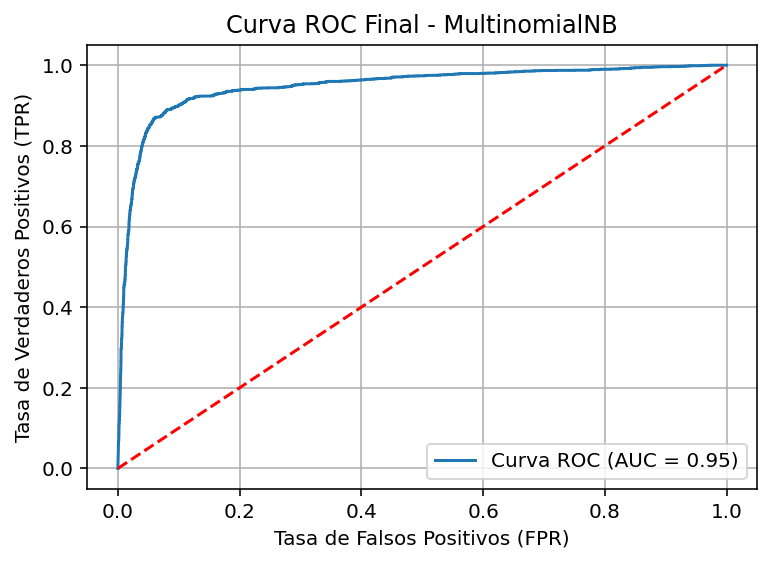 Curva ROC Final - MultinomialNB
Tasa de Verdaderos Positivos (TPR)
1.0
0.8
0.6
0.4
0.2
0.0
Curva ROC (AUC = 0.95)
0.0 0.2 0.4 0.6 0.8 1.0
Tasa de Falsos Positivos (FPR)